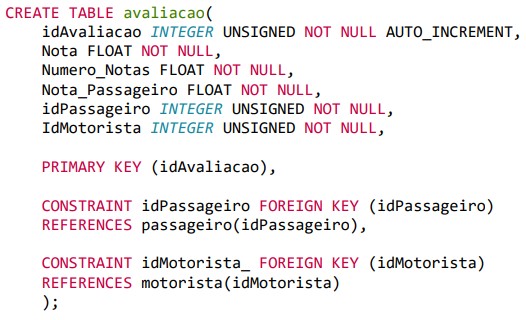 CREATE TABLE avaliacao(
idAvaliacao INTEGER UNSIGNED NOT NULL AUTO_INCREMENT,
Nota FLOAT NOT NULL,
Numero_Notas FLOAT NOT NULL,
Nota_Passageiro FLOAT NOT NULL,
idPassageiro INTEGER UNSIGNED NOT NULL,
IdMotorista INTEGER UNSIGNED NOT NULL,
PRIMARY KEY (idAvaliacao),
CONSTRAINT idPassageiro FOREIGN KEY (idPassageiro)
REFERENCES passageiro(idPassageiro),
CONSTRAINT idMotorista_ FOREIGN KEY (idMotorista)
REFERENCES motorista(idMotorista)
);